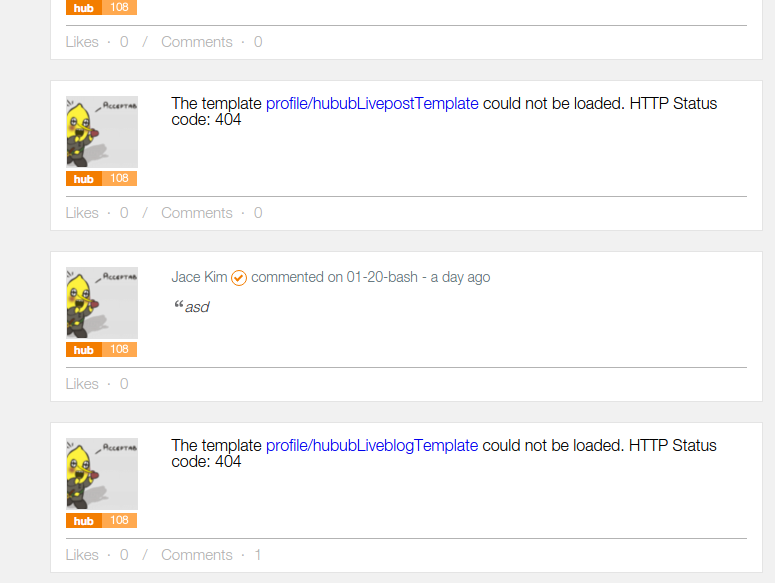 hub 108
Likes · 0 / Comments · 0
ACCEPTAB
The template profile/hububLivepostTemplate could not be loaded. HTTP Status
code: 404
hub 108
Likes · 0 / Comments · 0
ACCEPTAB
Jace Kim commented on 01-20-bash - a day ago
“asd
hub 108
Likes · 0
ACCEPTAB
The template profile/hububLiveblogTemplate could not be loaded. HTTP Status
code: 404
hub 108
Likes · 0 / Comments · 1